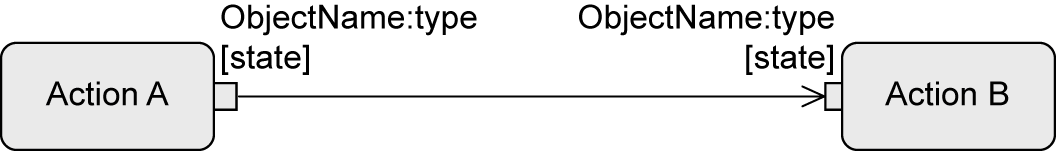 ObjectName:type
[state]
ObjectName:type
[state]
Action A
Action B